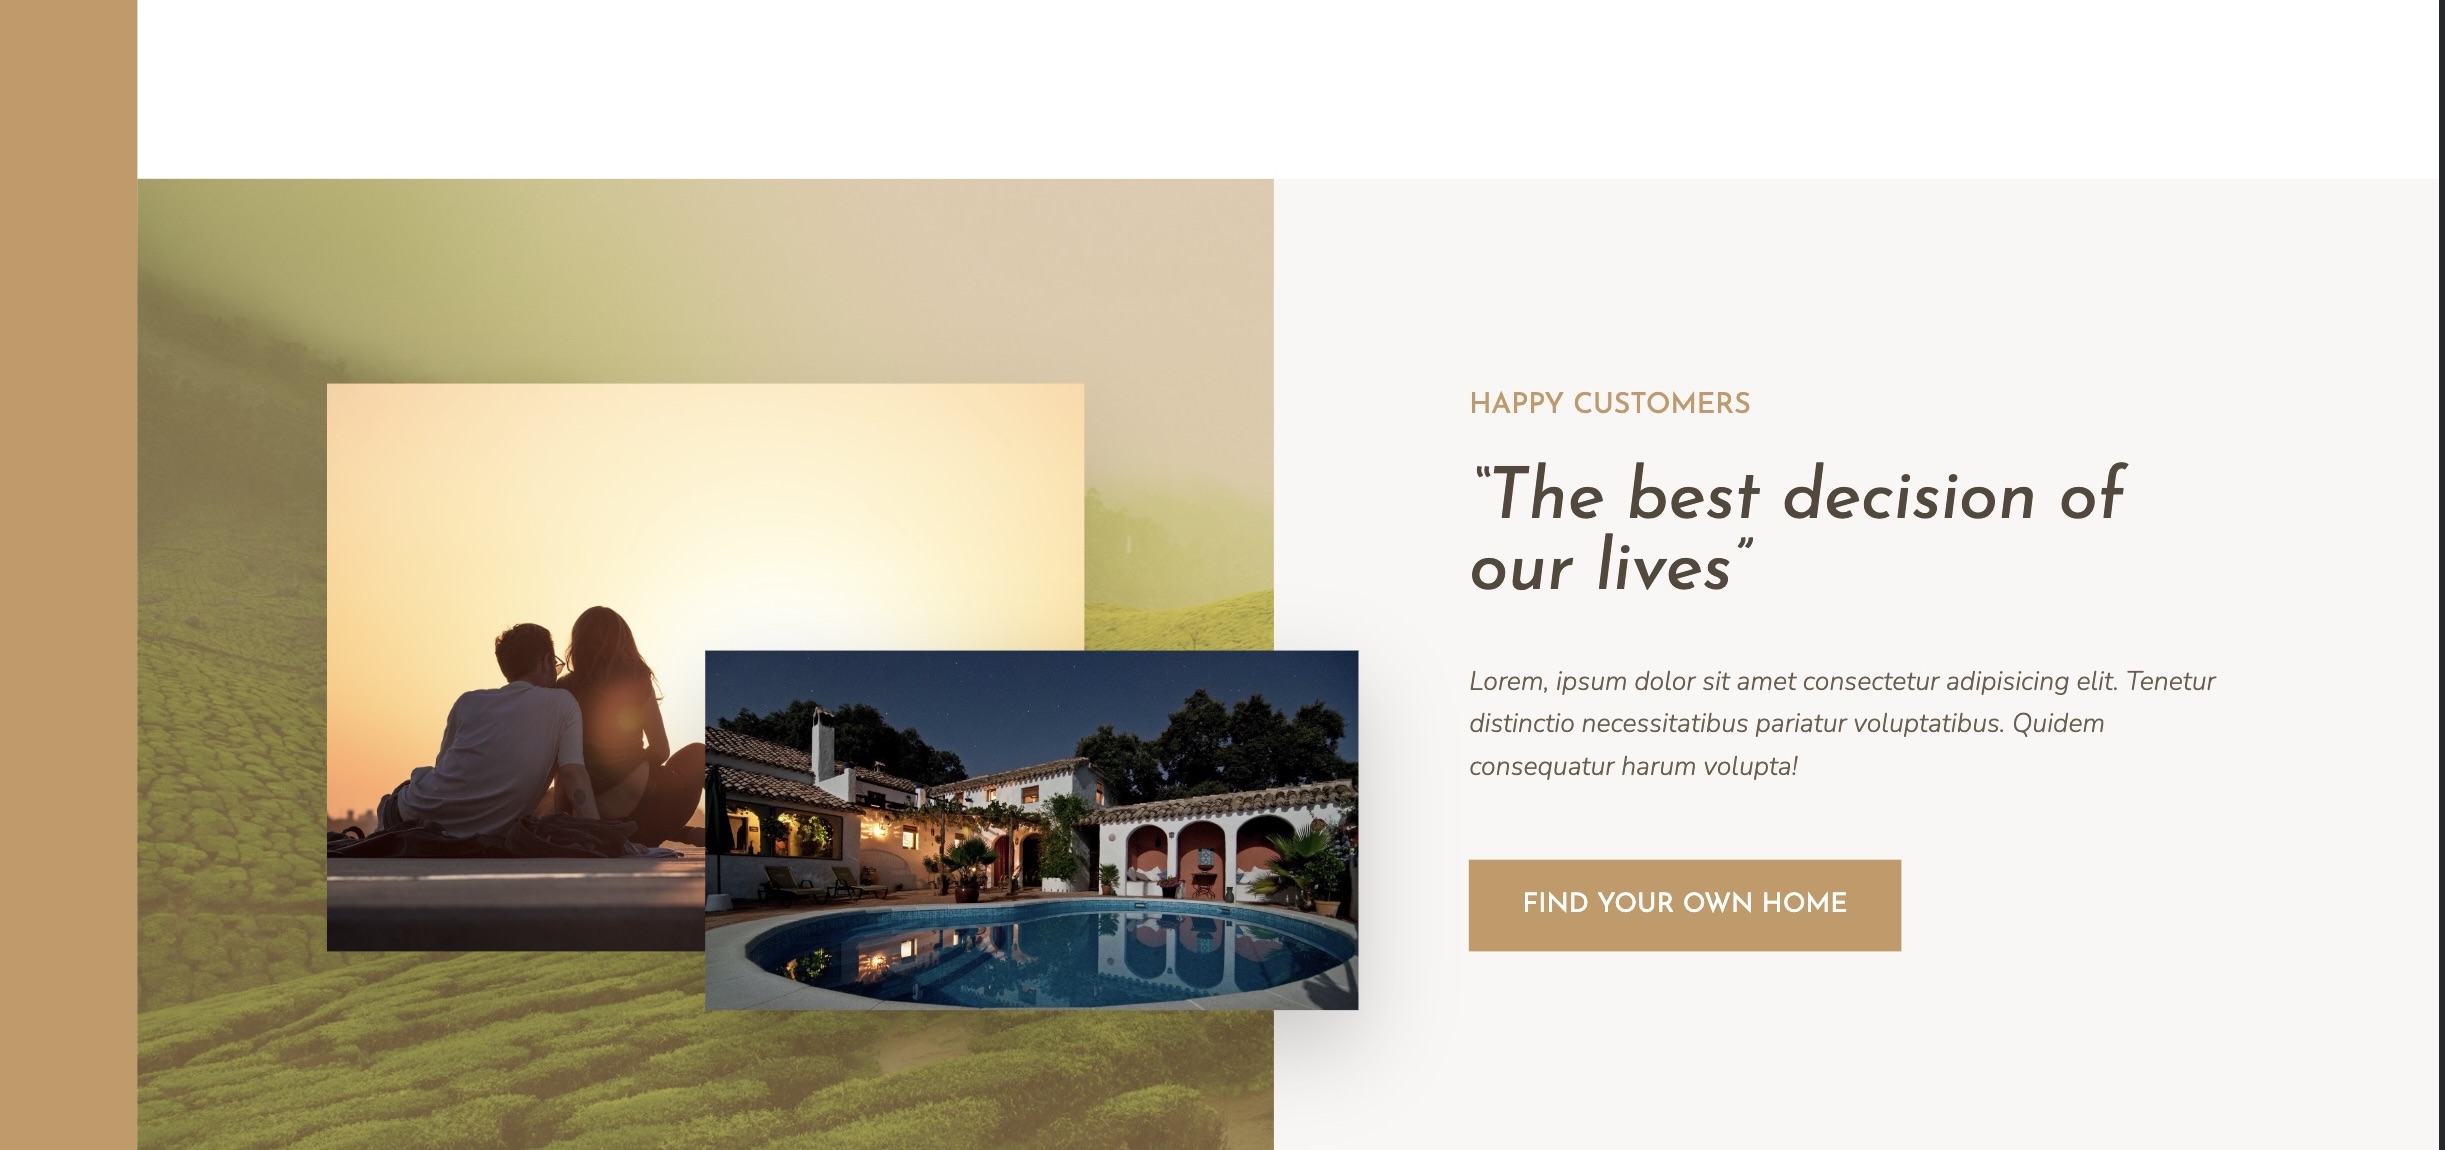 HAPPY CUSTOMERS
“The best decision of
our lives”
Lorem, ipsum dolor sit amet consectetur adipisicing elit. Tenetur
distinctio necessitatibus pariatur voluptatibus. Quidem
consequatur harum volupta!
FIND YOUR OWN HOME